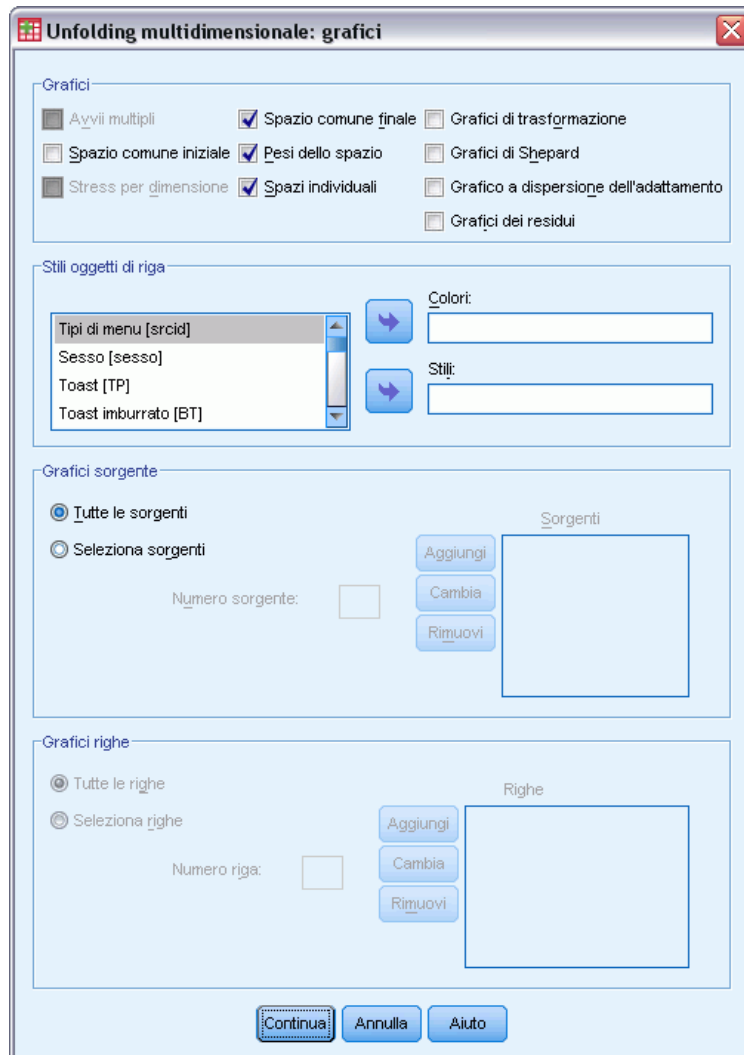 Unfolding multidimensionale: grafici
Grafici
Avvii multipli
Spazio comune finale
Grafici di trasformazione
Spazio comune iniziale
Pesi dello spazio
Grafici di Shepard
Stress per dimensione
Spazi individuali
Grafico a dispersione dell'adattamento
Grafici dei residui
Stili oggetti di riga
Tipi di menu [srcid]
Sesso [sesso]
Toast [TP]
Toast imburrato [BT]
Colori:
Stili:
Grafici sorgente
Tutte le sorgenti
Seleziona sorgenti
Numero sorgente:
Sorgenti
Aggiungi
Cambia
Rimuovi
Grafici righe
Tutte le righe
Seleziona righe
Numero riga:
Righe
Aggiungi
Cambia
Rimuovi
Continua
Annulla
Aiuto